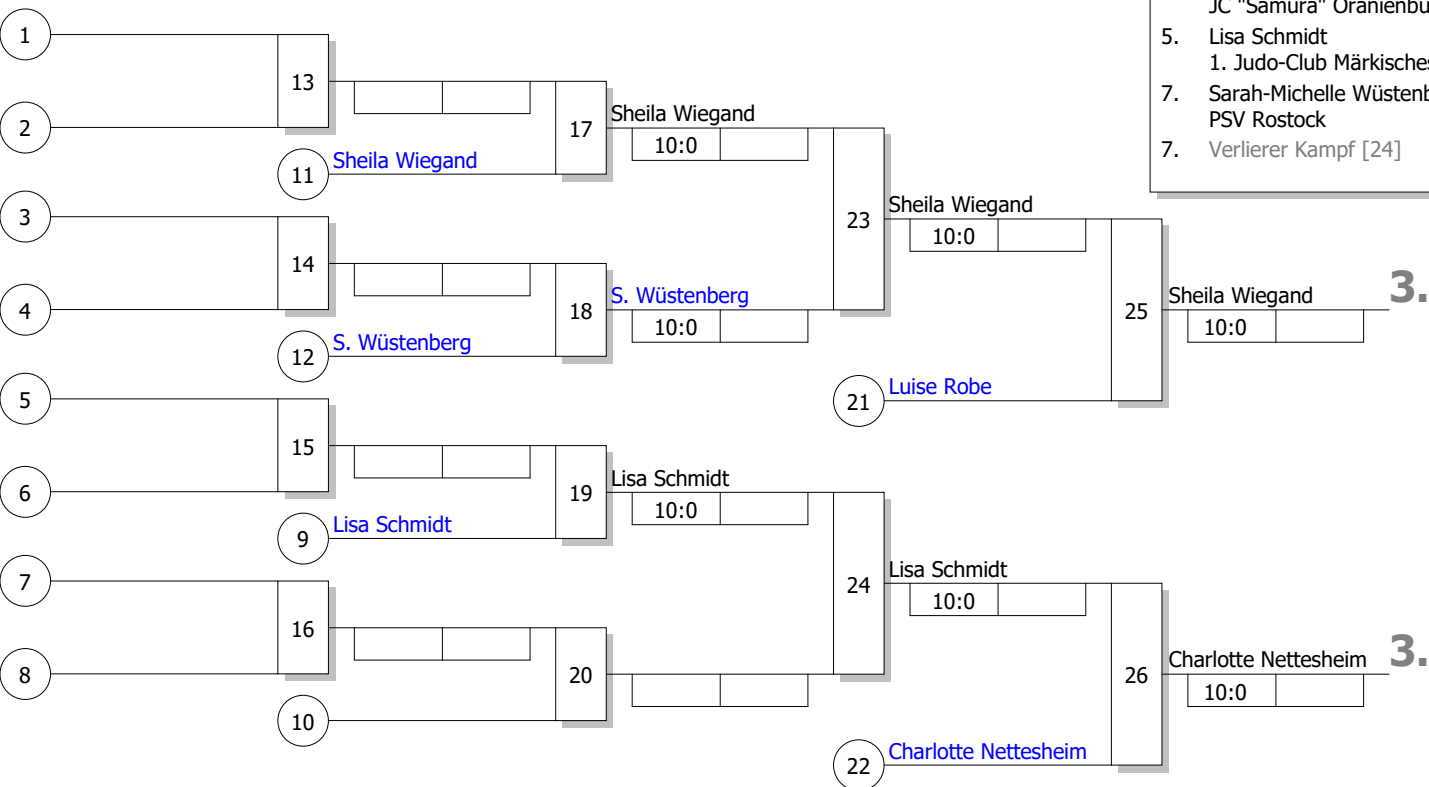 JC "Samura" Oranienbu
5. Lisa Schmidt
1. Judo-Club Märkisches
7. Sarah-Michelle Wüstenb
PSV Rostock
7. Verlierer Kampf [24]
1
2
3
4
5
6
7
8
13
14
15
16
11 Sheila Wiegand
12 S. Wüstenberg
9 Lisa Schmidt
10
17
18
19
20
Sheila Wiegand
10:0
S. Wüstenberg
10:0
Lisa Schmidt
10:0
23
24
Sheila Wiegand
10:0
21 Luise Robe
Lisa Schmidt
10:0
22 Charlotte Nettesheim
25
26
Sheila Wiegand 3.
10:0
Charlotte Nettesheim 3.
10:0